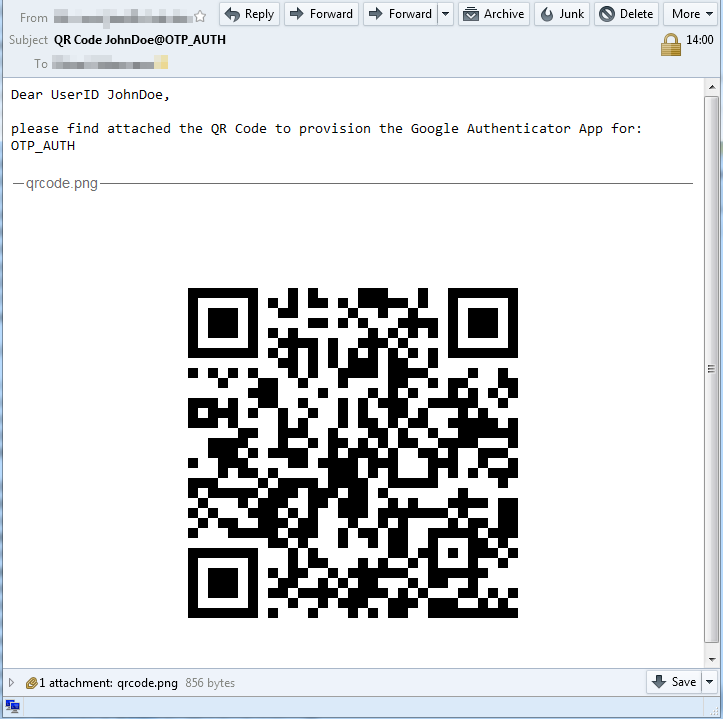 From Reply Forward Forward Archive Junk Delete More
Subject QR Code JohnDoe@OTP_AUTH 14:00
To
Dear UserID JohnDoe,
please find attached the QR Code to provision the Google Authenticator App for:
OTP_AUTH
qrcode.png
1 attachment: qrcode.png 856 bytes Save